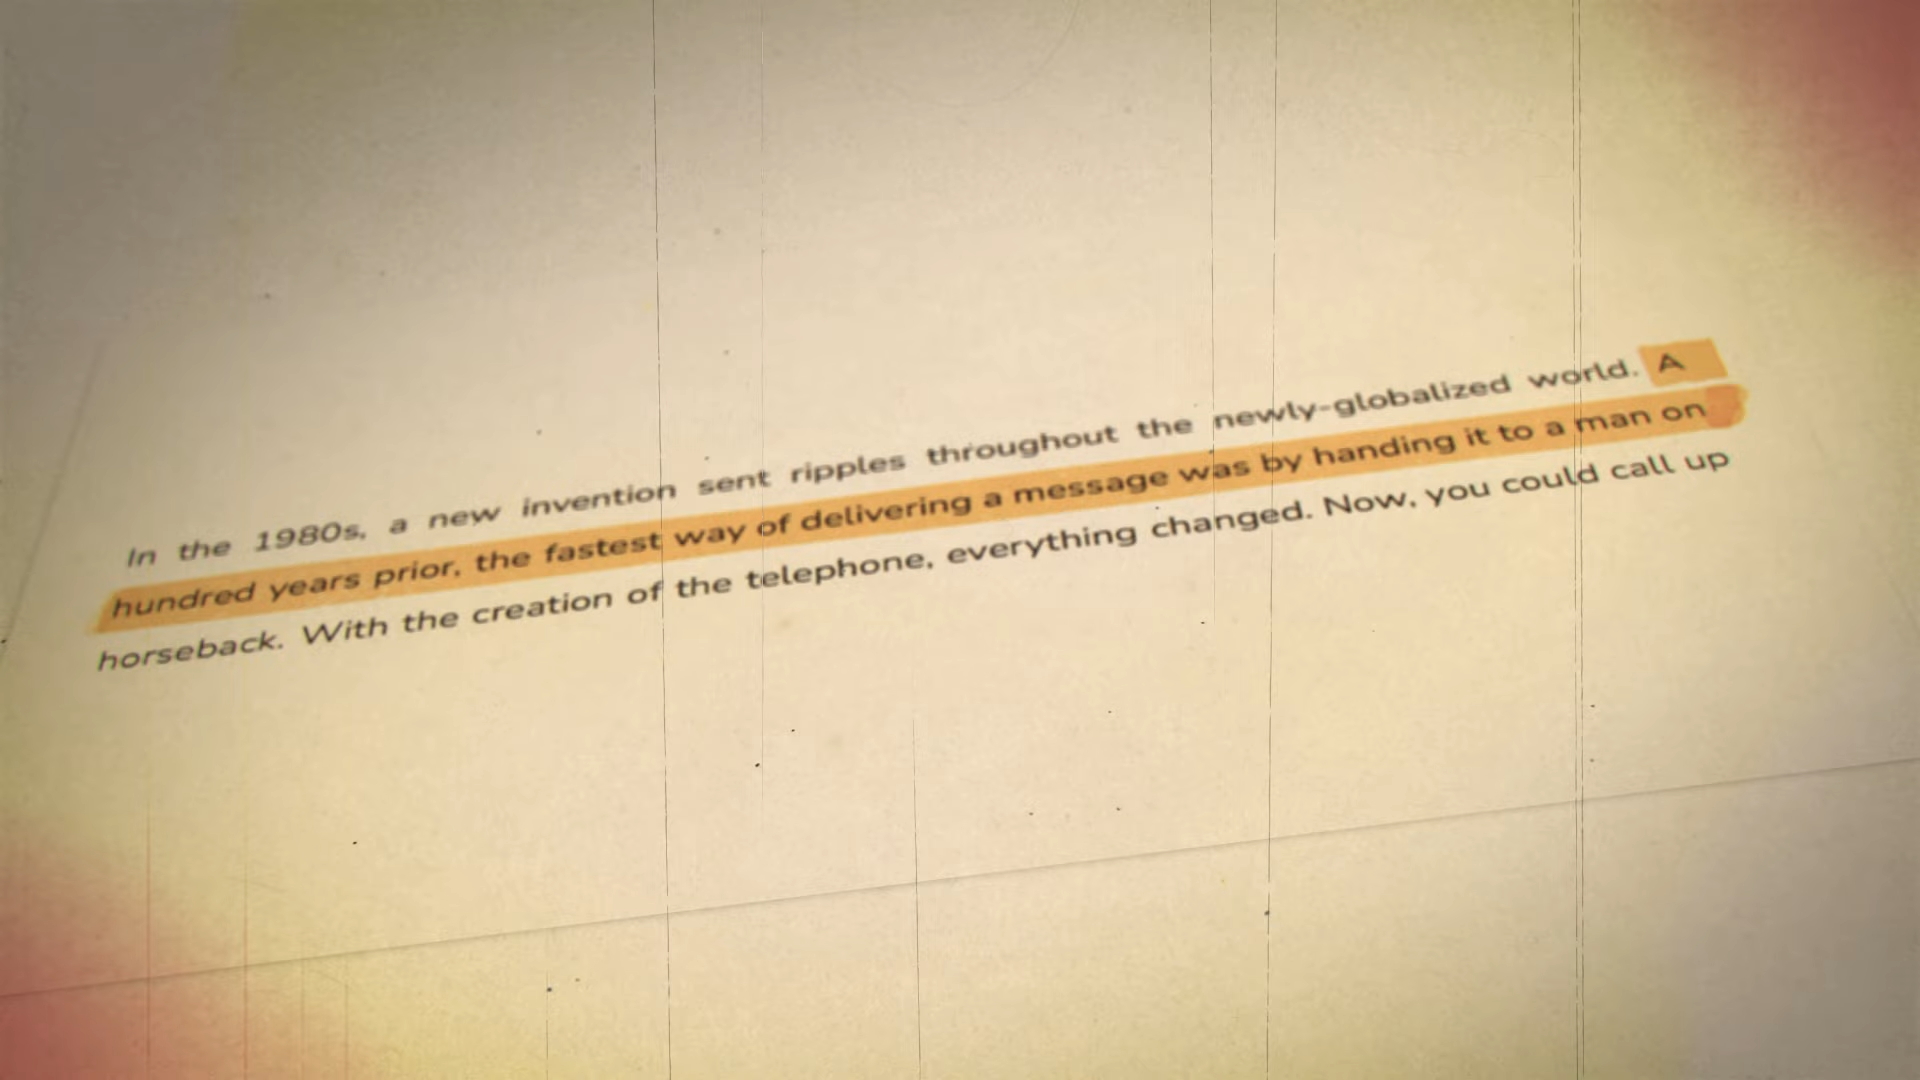 In the 1980s, a new invention sent ripples throughout the newly-globalized world. A
hundred years prior, the fastest way of delivering a message was by handing it to a man on
horseback. With the creation of the telephone, everything changed. Now, you could call up